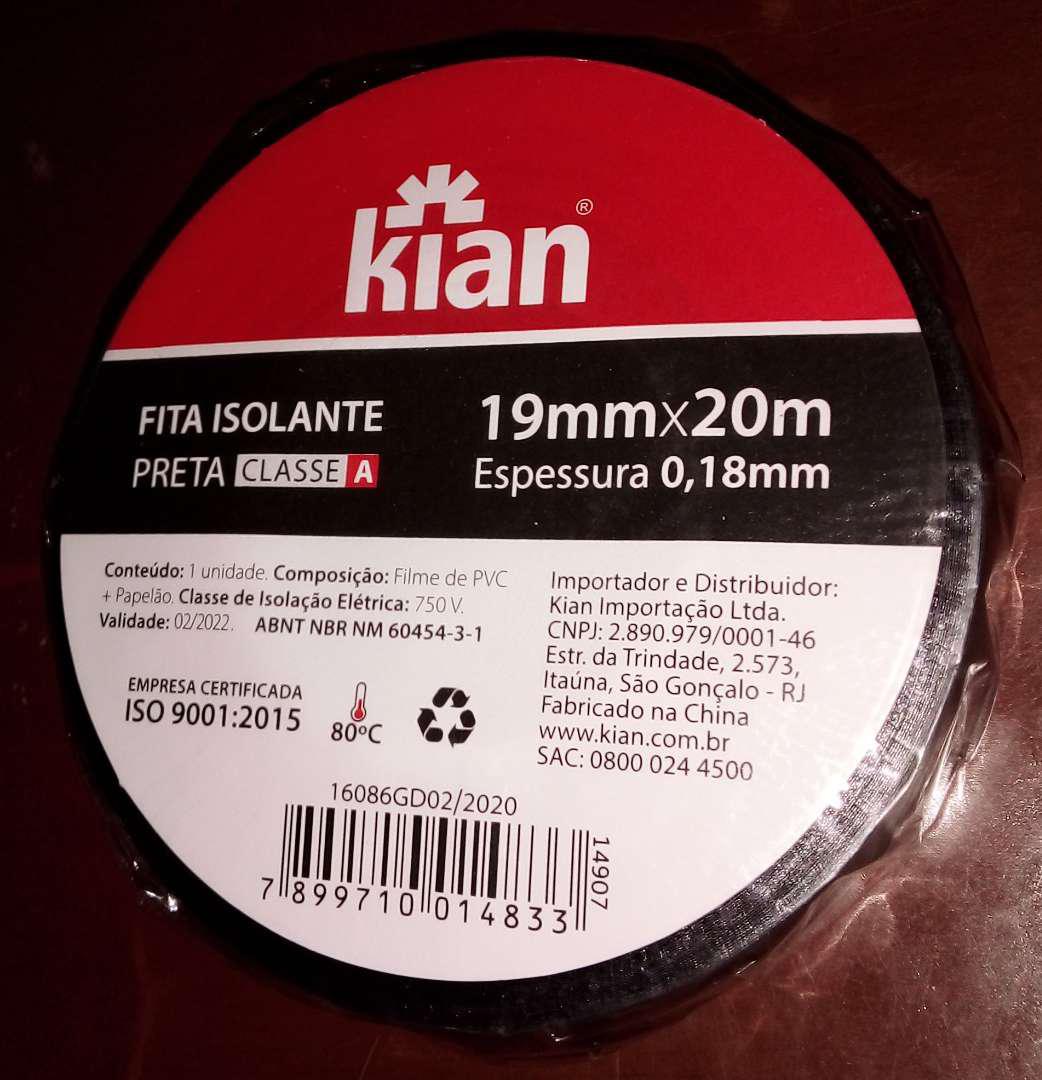 kian®
FITA ISOLANTE
PRETA CLASSE A
19mmx20m
Espessura 0,18mm
Conteúdo: 1 unidade. Composição: Filme de PVC
+ Papelão. Classe de Isolação Elétrica: 750 V.
Validade: 02/2022. ABNT NBR NM 60454-3-1
EMPRESA CERTIFICADA
ISO 9001:2015
80ºC
Importador e Distribuidor:
Kian Importação Ltda.
CNPJ: 2.890.979/0001-46
Estr. da Trindade, 2.573,
Itaúna, São Gonçalo - RJ
Fabricado na China
www.kian.com.br
SAC: 0800 024 4500
16086GD02/2020
7 899710 014833
14907